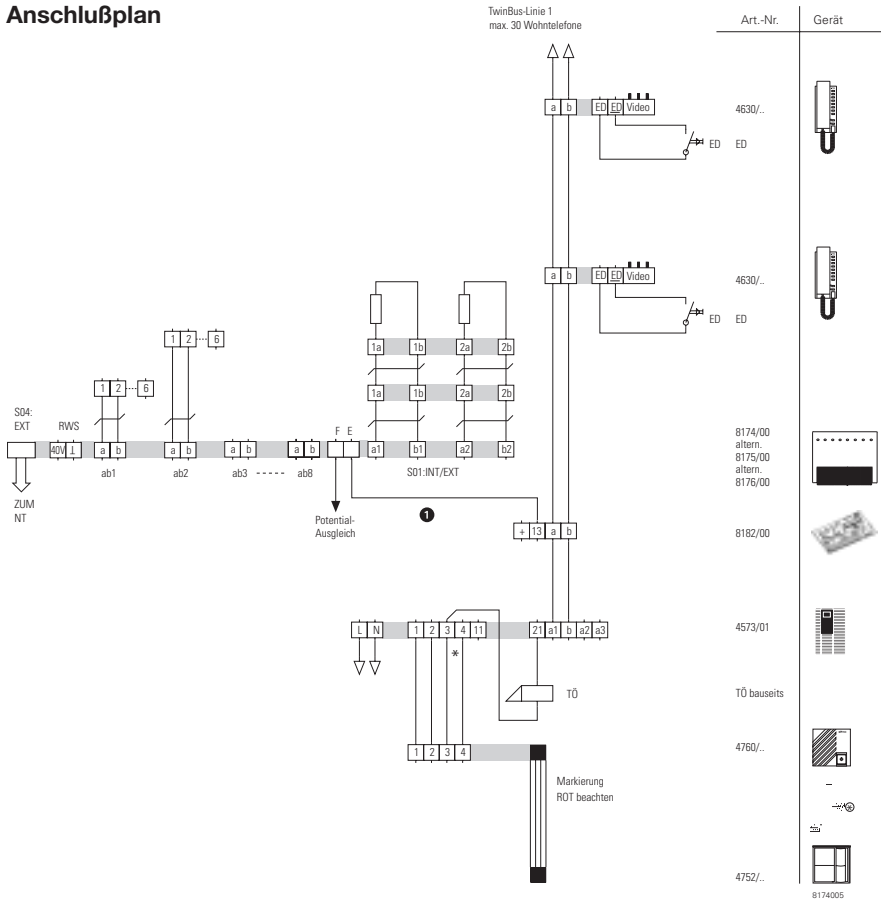 Anschlußplan
TwinBus-Linie 1
max. 30 Wohntelefone
Art.-Nr.
Gerät
a b ED ED Video
4630/..
ED
ED
a b ED ED Video
4630/..
ED
ED
1a 1b 2a 2b
1 2 6
1a 1b 2a 2b
1 2 6
S04:
EXT
RWS
F E
40V ⊥ a b a b a b a b a1 b1 a2 b2
ab1 ab2 ab3 ----- ab8 S01:INT/EXT
8174/00
altern.
8175/00
altern.
8176/00
ZUM
NT
Potential-
Ausgleich
1
+ 13 a b
8182/00
L N 1 2 3 4 11 21 a1 b a2 a3
4573/01
*
TÖ
TÖ bauseits
1 2 3 4
4760/..
Markierung
ROT beachten
4752/..
8174005